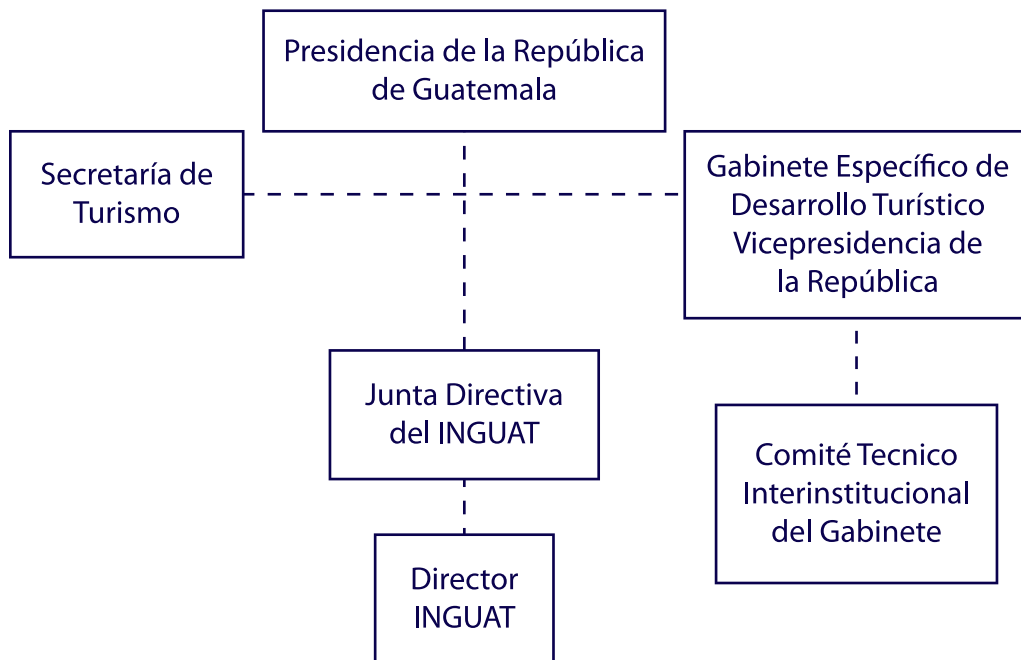 Presidencia de la República
de Guatemala
Secretaría de
Turismo
Gabinete Específico de
Desarrollo Turístico
Vicepresidencia de
la República
Junta Directiva
del INGUAT
Comité Tecnico
Interinstitucional
del Gabinete
Director
INGUAT